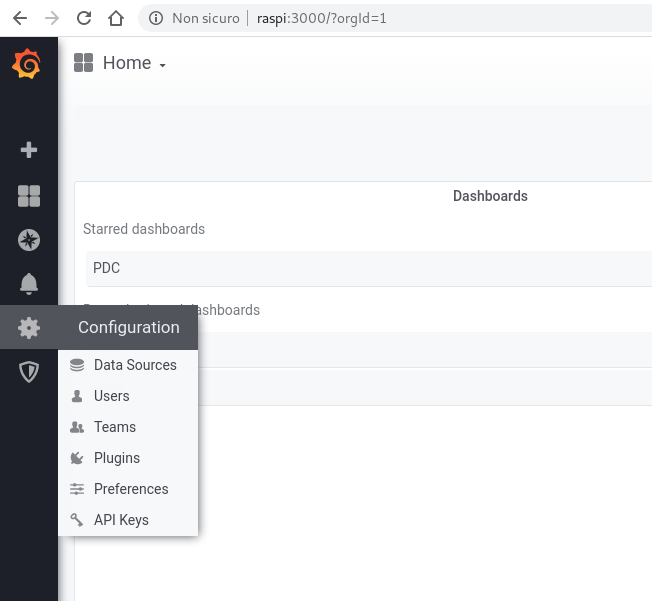 Non sicuro raspi:3000/?orgId=1
Home
Dashboards
Starred dashboards
PDC
dashboards
Configuration
Data Sources
Users
Teams
Plugins
Preferences
API Keys